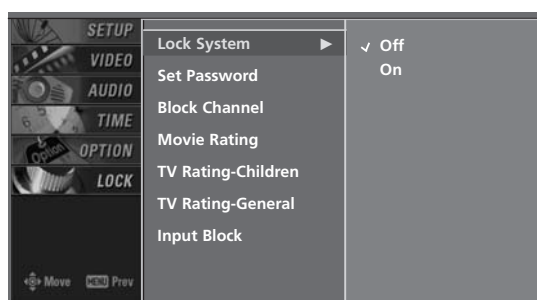 SETUP
VIDEO
AUDIO
TIME
OPTION
LOCK
Move MENU Prev
Lock System
Set Password
Block Channel
Movie Rating
TV Rating-Children
TV Rating-General
Input Block
Off
On